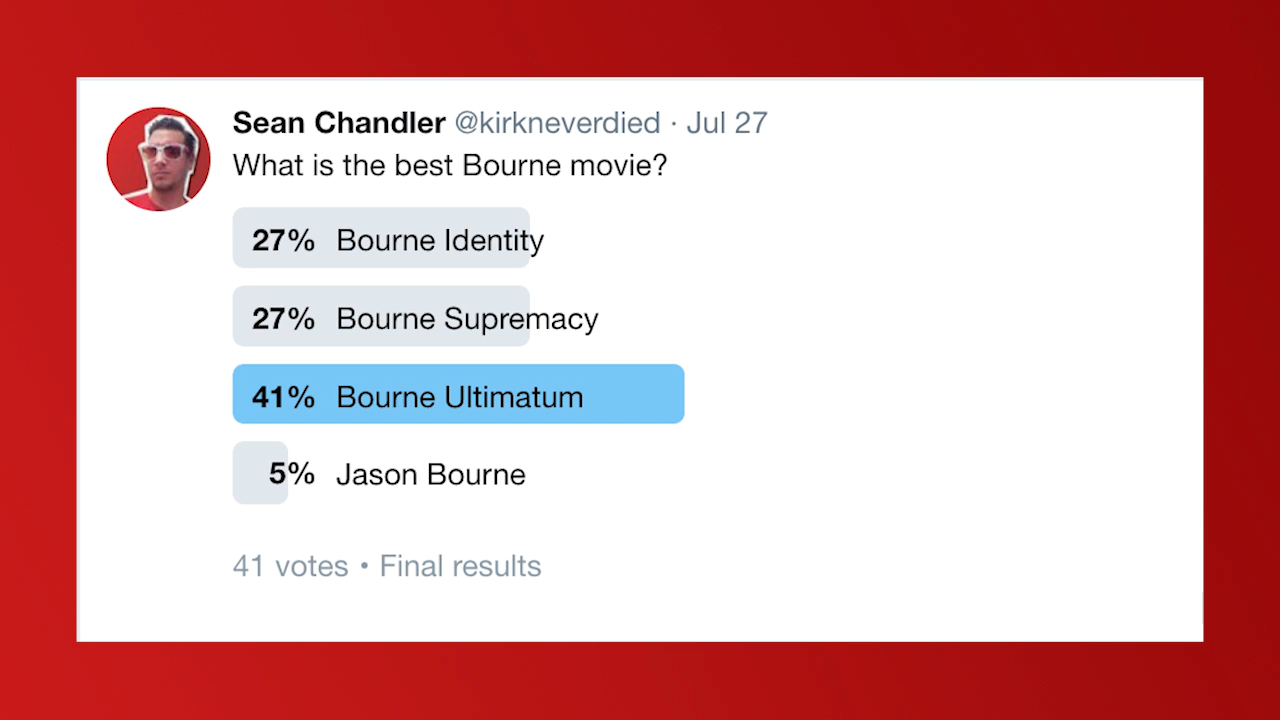 Sean Chandler @kirkneverdied · Jul 27
What is the best Bourne movie?
27% Bourne Identity
27% Bourne Supremacy
41% Bourne Ultimatum
5% Jason Bourne
41 votes • Final results